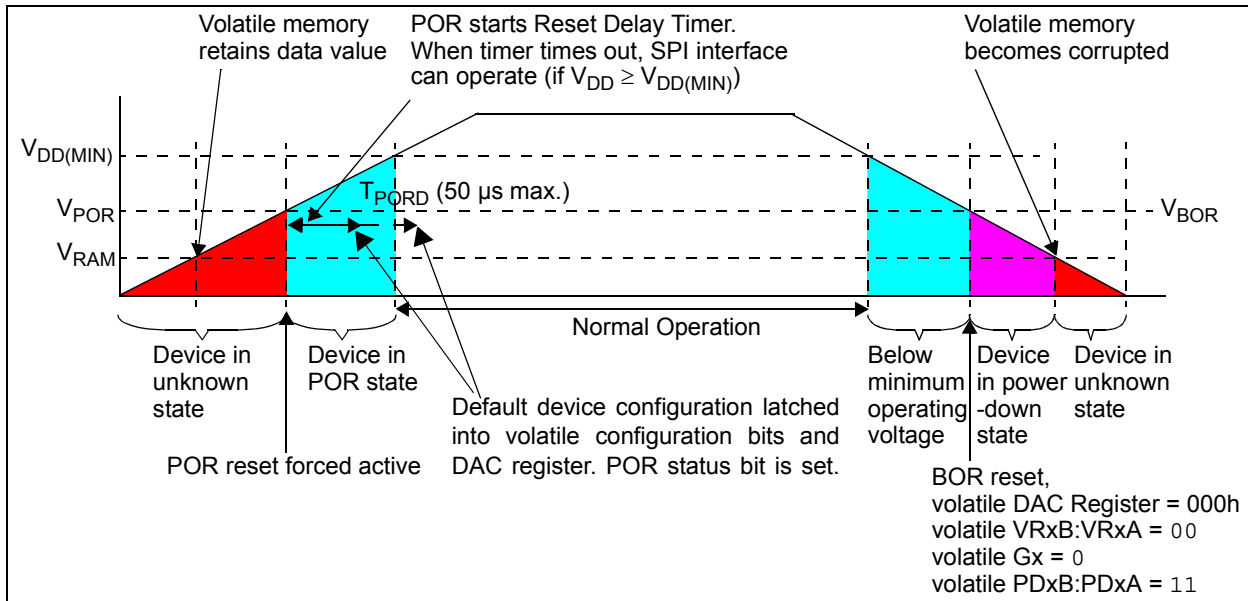 Volatile memory
retains data value
POR starts Reset Delay Timer.
When timer times out, SPI interface
can operate (if VDD ≥ VDD(MIN))
Volatile memory
becomes corrupted
VDD(MIN)
TPORD (50 µs max.)
VPOR
VBOR
VRAM
Normal Operation
Device in
unknown
state
Device in
POR state
Below
minimum
operating
voltage
Device
in power
-down
state
Device in
unknown
state
POR reset forced active
Default device configuration latched
into volatile configuration bits and
DAC register. POR status bit is set.
BOR reset,
volatile DAC Register = 000h
volatile VRxB:VRxA = 00
volatile Gx = 0
volatile PDxB:PDxA = 11